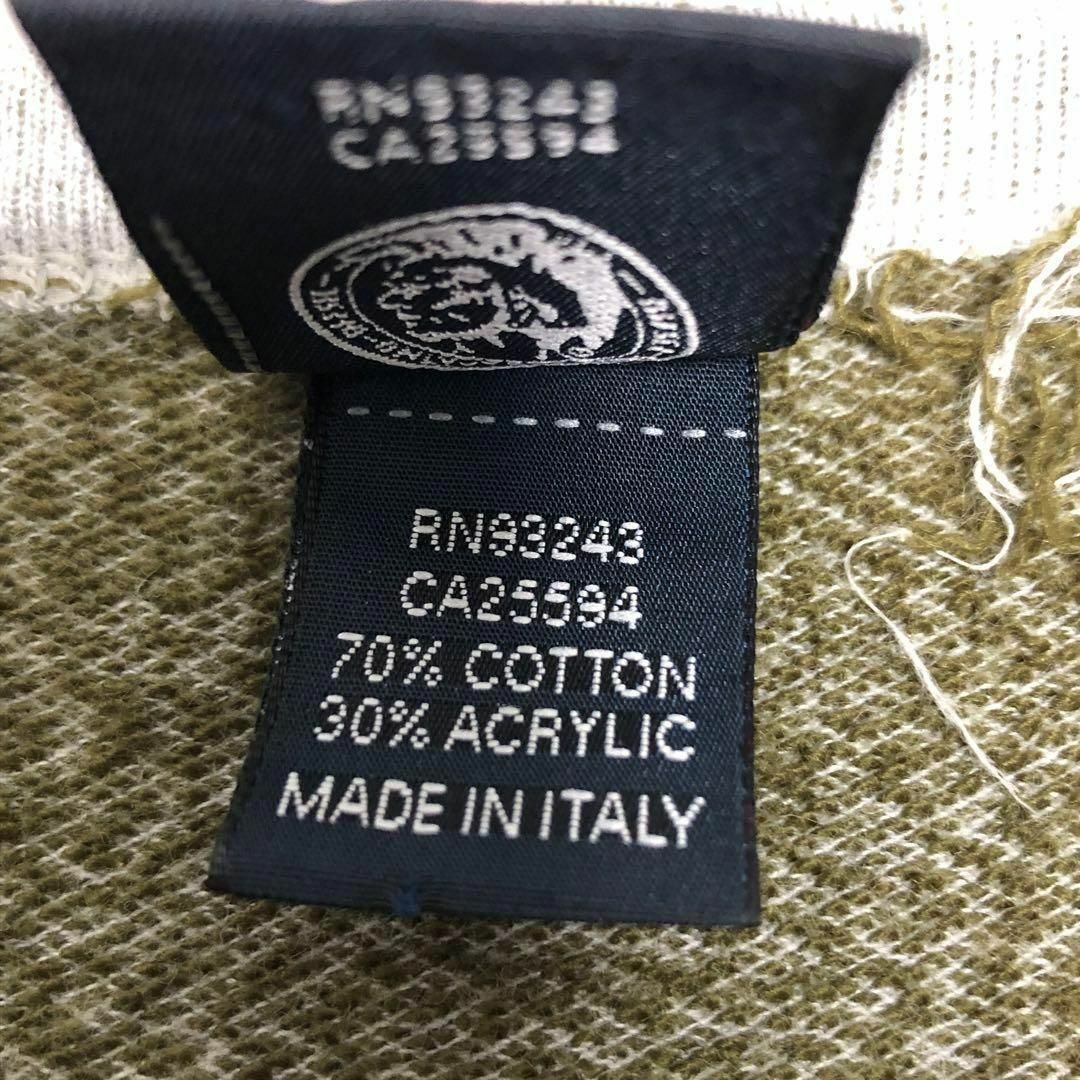 RN93243
CA25594
RN93243
CA25594
70% COTTON
30% ACRYLIC
MADE IN ITALY